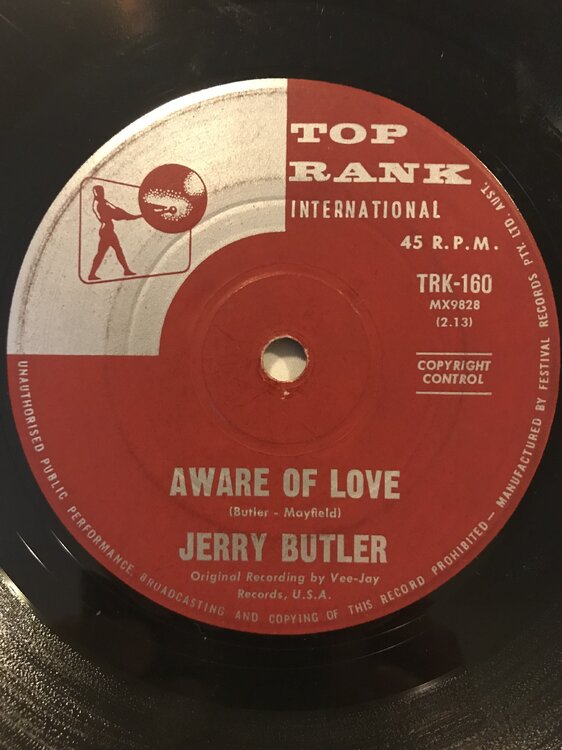 TOP
RANK
INTERNATIONAL
45 R.P.M.
TRK-160
MX9828
(2.13)
COPYRIGHT
CONTROL
AWARE OF LOVE
(Butler - Mayfield)
JERRY BUTLER
Original Recording by Vee-Jay
Records, U.S.A.
UNAUTHORISED PUBLIC PERFORMANCE, BROADCASTING AND COPYING OF THIS RECORD PROHIBITED — MANUFACTURED BY FESTIVAL RECORDS PTY. LTD. AUST.